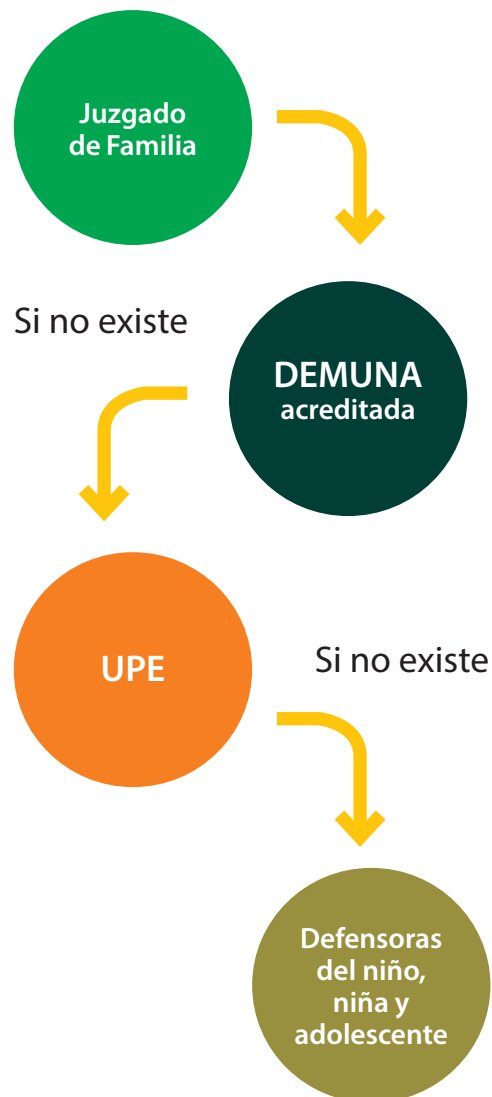 Juzgado
de Familia
Si no existe
DEMUNA
acreditada
UPE
Si no existe
Defensoras
del niño,
niña y
adolescente